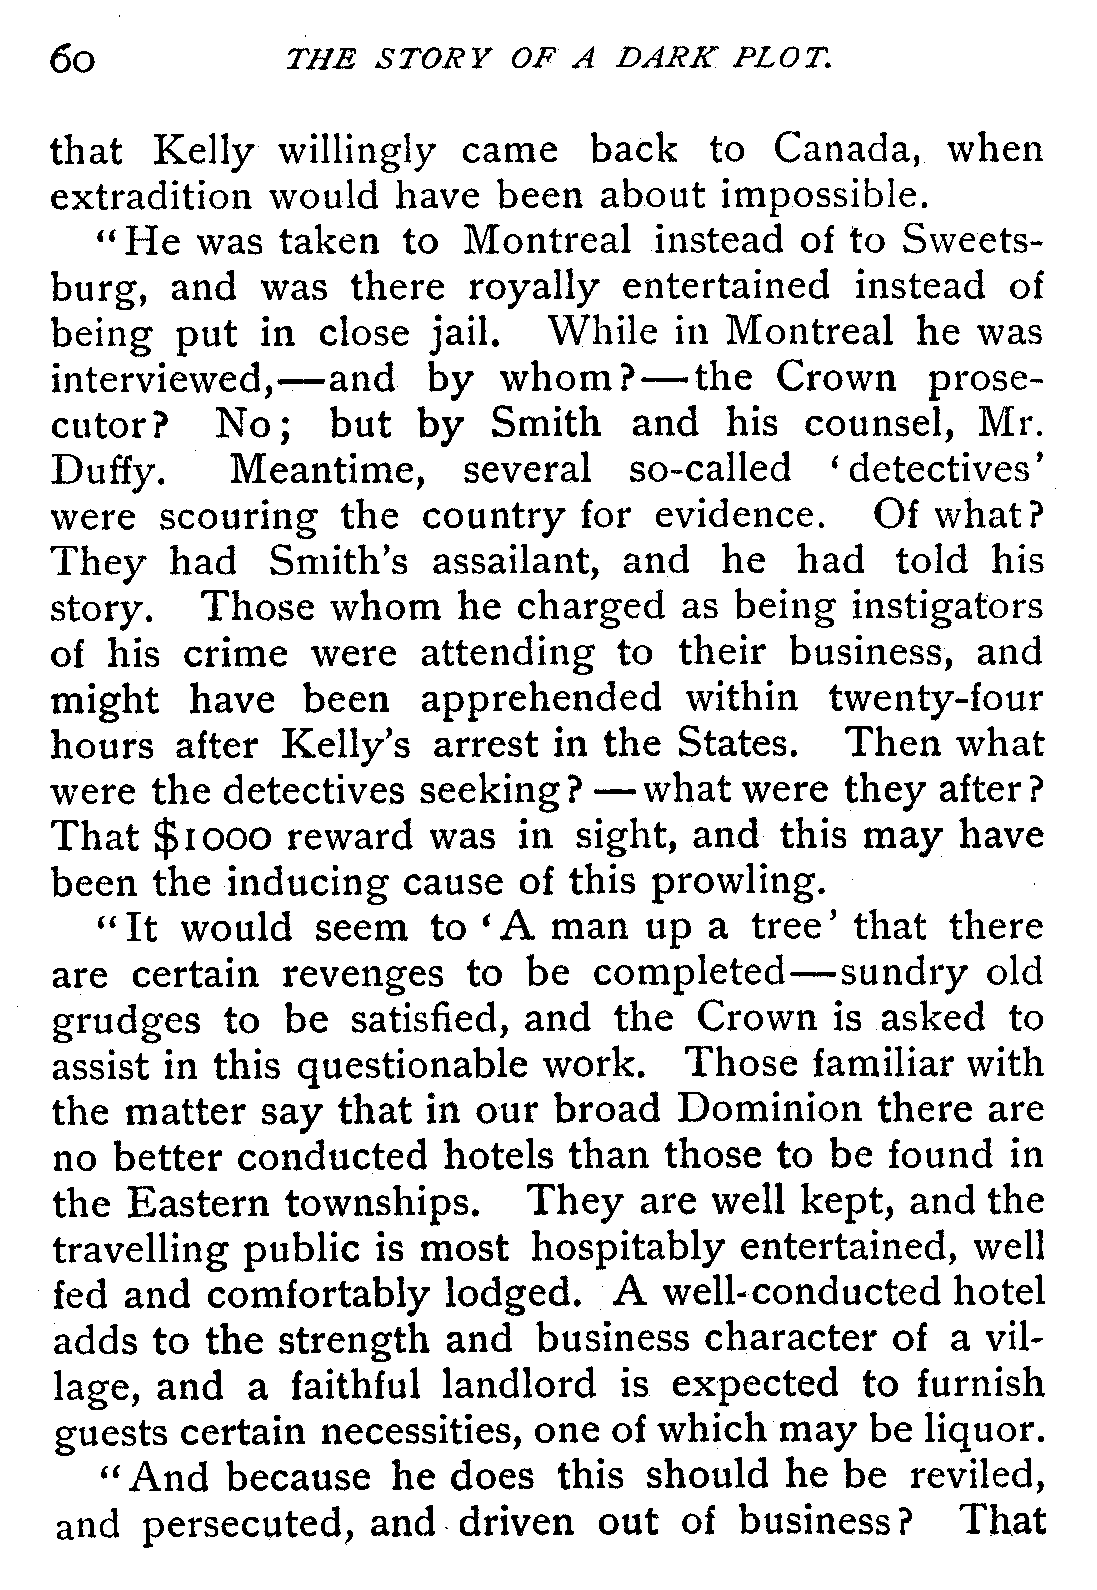 60 THE STORY OF A DARK PLOT.
that Kelly willingly came back to Canada, when
extradition would have been about impossible.
“He was taken to Montreal instead of to Sweets-
burg, and was there royally entertained instead of
being put in close jail. While in Montreal he was
interviewed,—and by whom?—the Crown prose-
cutor? No; but by Smith and his counsel, Mr.
Duffy. Meantime, several so-called ‘detectives’
were scouring the country for evidence. Of what?
They had Smith’s assailant, and he had told his
story. Those whom he charged as being instigators
of his crime were attending to their business, and
might have been apprehended within twenty-four
hours after Kelly’s arrest in the States. Then what
were the detectives seeking?—what were they after?
That $1000 reward was in sight, and this may have
been the inducing cause of this prowling.
“It would seem to ‘A man up a tree’ that there
are certain revenges to be completed—sundry old
grudges to be satisfied, and the Crown is asked to
assist in this questionable work. Those familiar with
the matter say that in our broad Dominion there are
no better conducted hotels than those to be found in
the Eastern townships. They are well kept, and the
travelling public is most hospitably entertained, well
fed and comfortably lodged. A well-conducted hotel
adds to the strength and business character of a vil-
lage, and a faithful landlord is expected to furnish
guests certain necessities, one of which may be liquor.
“And because he does this should he be reviled,
and persecuted, and driven out of business? That